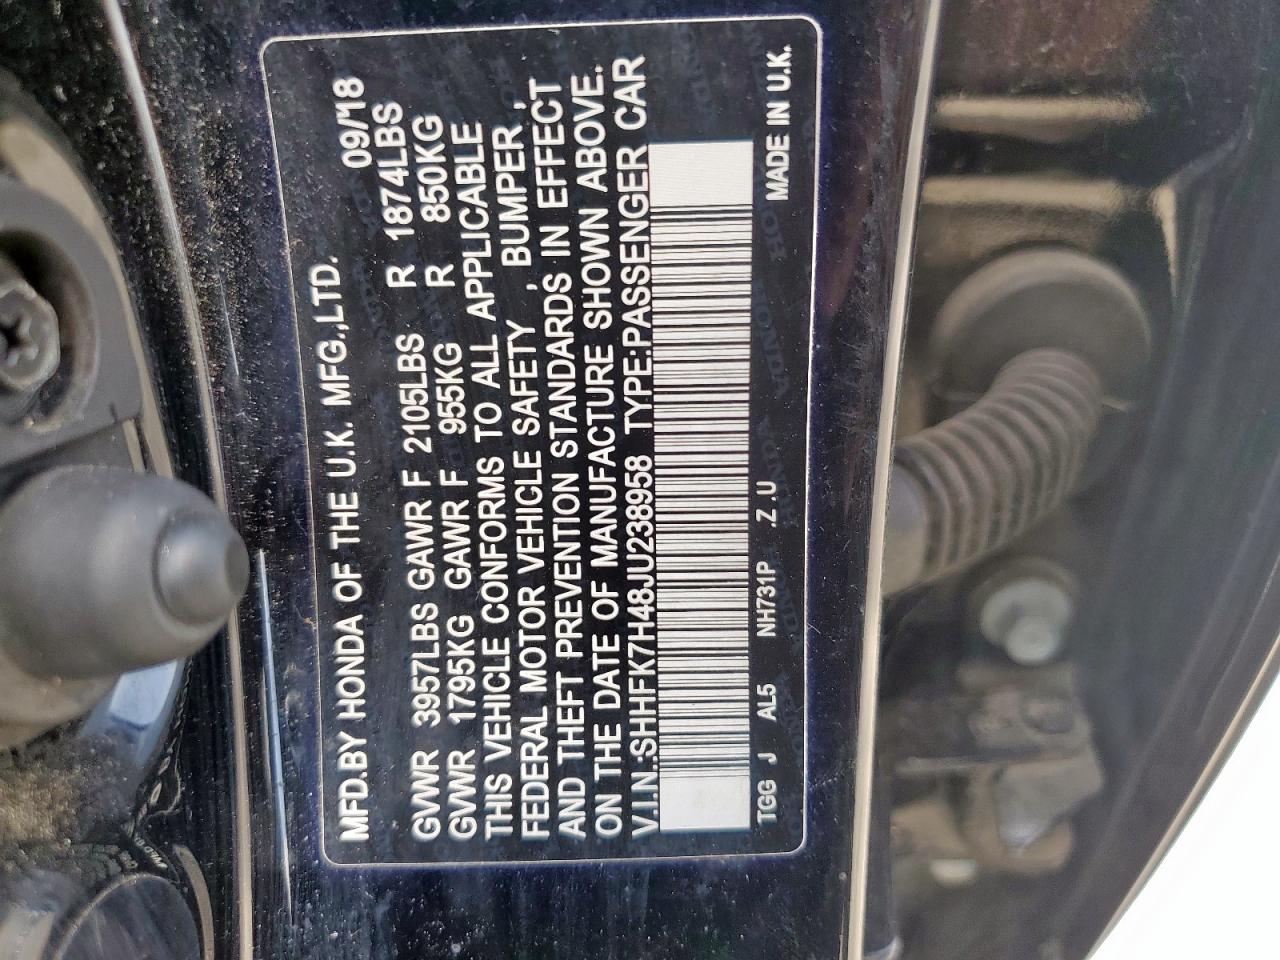 MFD.BY HONDA OF THE U.K. MFG.,LTD. 09/18
GVWR 3957LBS GAWR F 2105LBS R 1874LBS
GVWR 1795KG GAWR F 955KG R 850KG
THIS VEHICLE CONFORMS TO ALL APPLICABLE
FEDERAL MOTOR VEHICLE SAFETY , BUMPER ,
AND THEFT PREVENTION STANDARDS IN EFFECT
ON THE DATE OF MANUFACTURE SHOWN ABOVE.
V.I.N.:SHHFK7H48JU238958 TYPE:PASSENGER CAR
TGG J AL5 NH731P .Z .U MADE IN U.K.